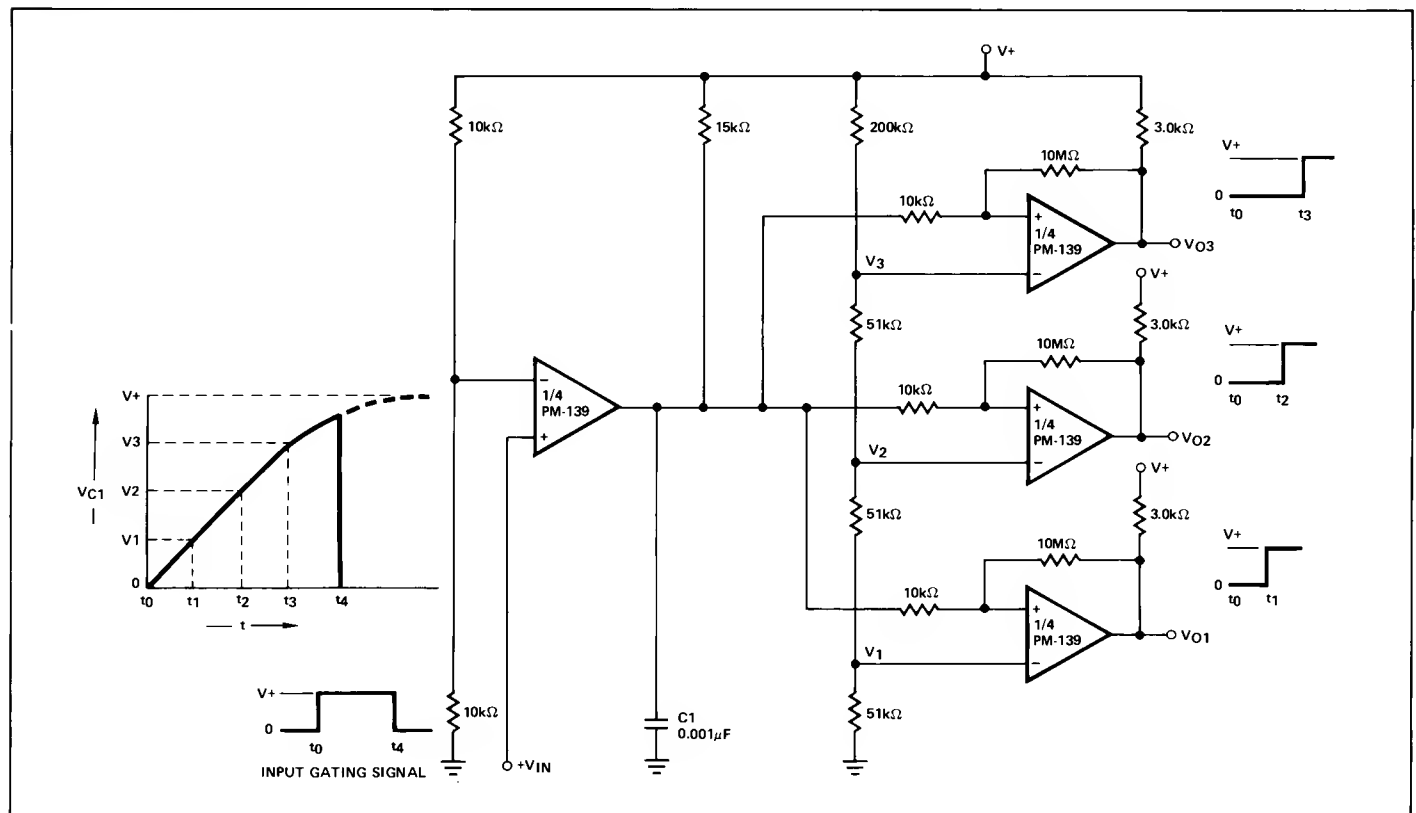 V+
10kΩ
15kΩ
200kΩ
3.0kΩ
10MΩ
10kΩ
+
1/4
PM-139
−
V3
VO3
V+
0
t0
t3
V+
51kΩ
3.0kΩ
10MΩ
10kΩ
+
1/4
PM-139
−
V2
VO2
V+
0
t0
t2
−
1/4
PM-139
+
V+
51kΩ
3.0kΩ
10MΩ
10kΩ
+
1/4
PM-139
−
V1
VO1
V+
0
t0
t1
51kΩ
V+
V3
VC1
V2
V1
0
t0
t1
t2
t3
t4
t
V+
0
t0
t4
INPUT GATING SIGNAL
10kΩ
+VIN
C1
0.001μF